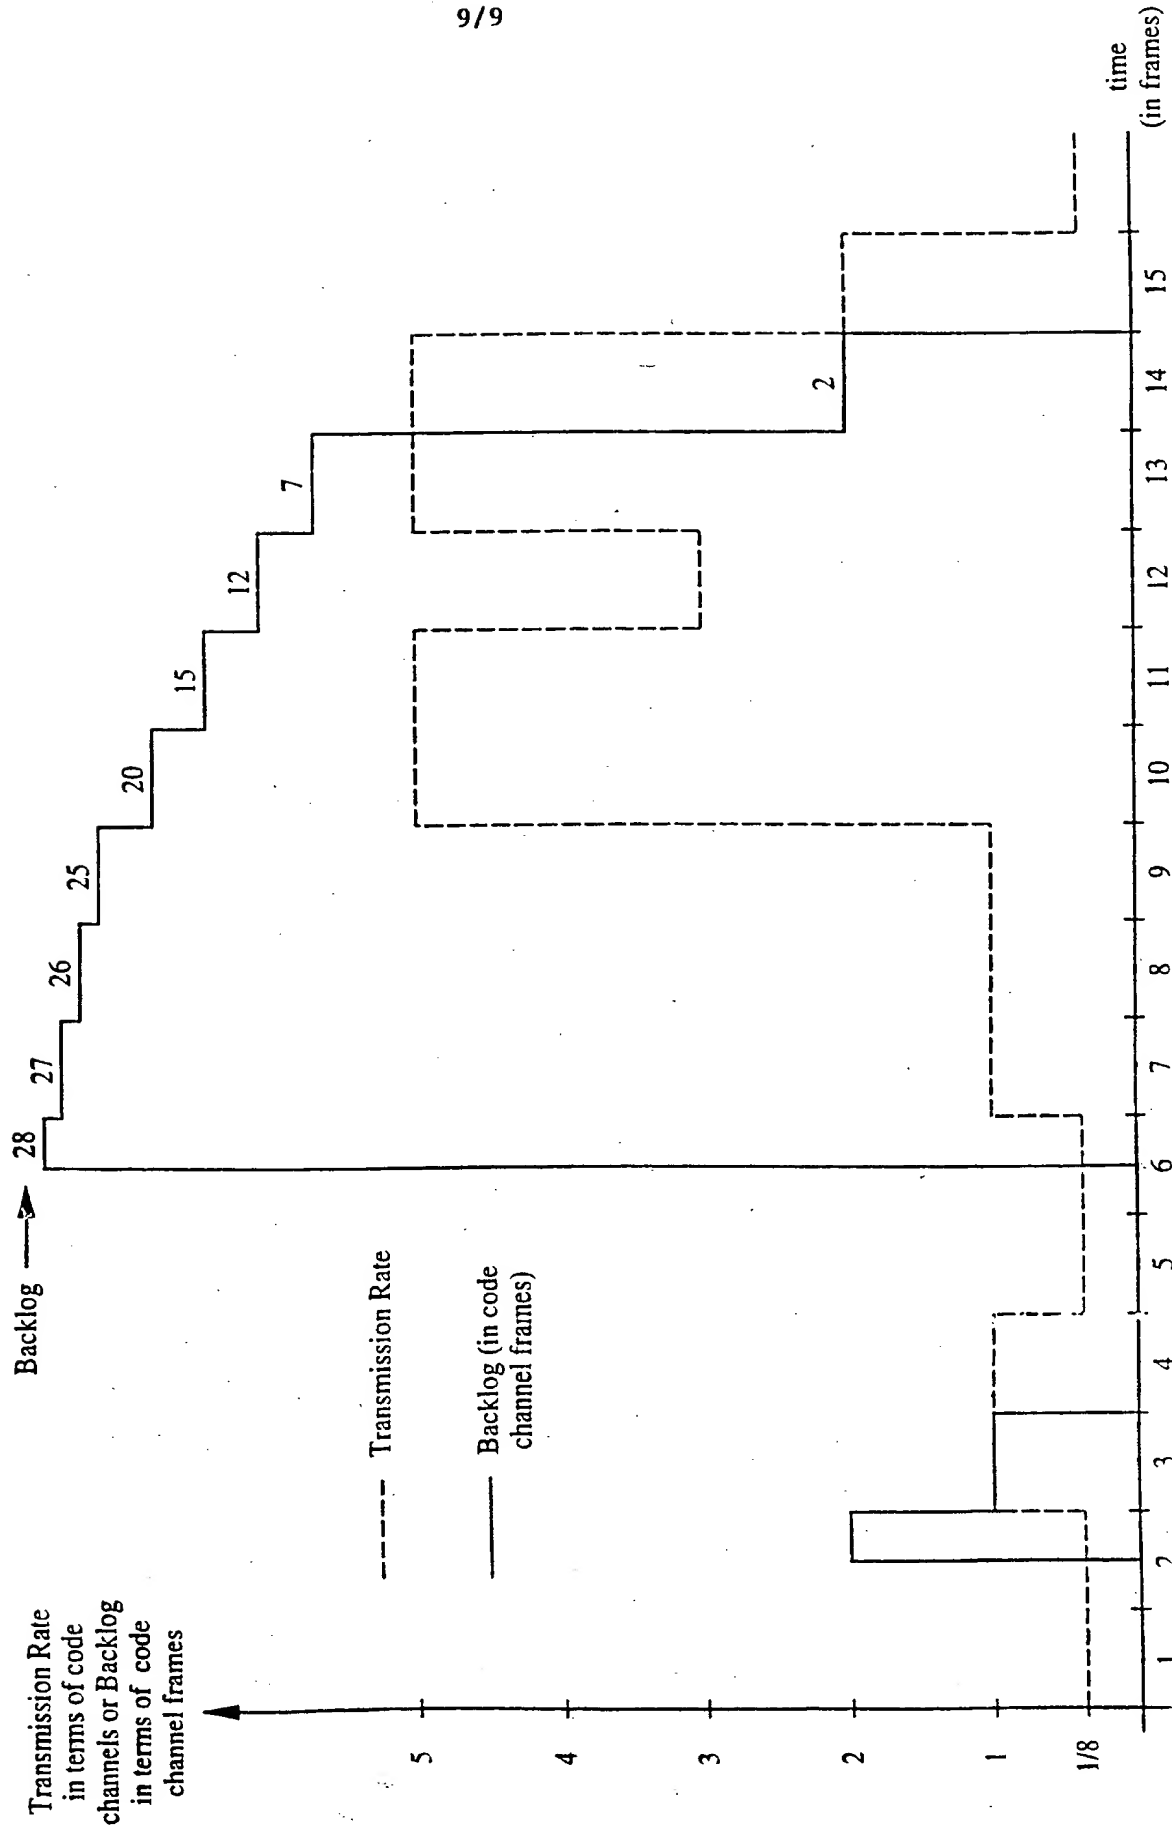 6/6
Transmission Rate
in terms of code
channels or Backlog
in terms of code
channel frames
Backlog
28
27
26
25
20
15
12
7
2
Transmission Rate
Backlog (in code
channel frames)
5
4
3
2
1
1/8
1 2 3 4 5 6 7 8 9 10 11 12 13 14 15
time
(in frames)